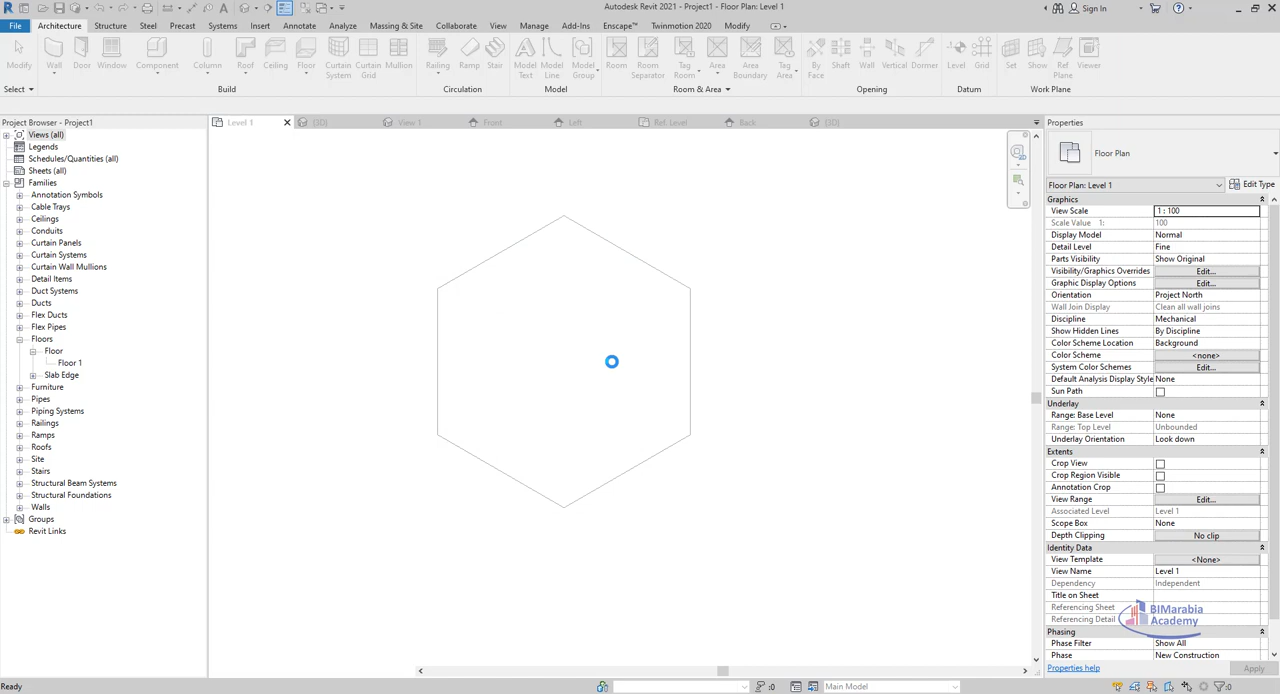 Autodesk Revit 2021 - Project1 - Floor Plan: Level 1
Sign In
File Architecture Structure Steel Precast Systems Insert Annotate Analyze Massing & Site Collaborate View Manage Add-Ins Enscape™ Twinmotion 2020 Modify
Modify Wall Door Window Component Column Roof Ceiling Floor Curtain System Curtain Grid Mullion Railing Ramp Stair Model Text Model Line Model Group Room Room Separator Tag Room Area Area Boundary Tag Area By Face Shaft Wall Vertical Dormer Level Grid Set Show Ref Plane Viewer
Select Build Circulation Model Room & Area Opening Datum Work Plane
Project Browser - Project1
Level 1 {3D} View 1 Front Left Ref. Level Back {3D}
Properties
Views (all)
Legends
Schedules/Quantities (all)
Sheets (all)
Families
Annotation Symbols
Cable Trays
Ceilings
Conduits
Curtain Panels
Curtain Systems
Curtain Wall Mullions
Detail Items
Duct Systems
Ducts
Flex Ducts
Flex Pipes
Floors
Floor
Floor 1
Slab Edge
Furniture
Pipes
Piping Systems
Railings
Ramps
Roofs
Site
Stairs
Structural Beam Systems
Structural Foundations
Walls
Groups
Revit Links
Floor Plan
Floor Plan: Level 1 Edit Type
Graphics
View Scale 1 : 100
Scale Value 1: 100
Display Model Normal
Detail Level Fine
Parts Visibility Show Original
Visibility/Graphics Overrides Edit...
Graphic Display Options Edit...
Orientation Project North
Wall Join Display Clean all wall joins
Discipline Mechanical
Show Hidden Lines By Discipline
Color Scheme Location Background
Color Scheme <none>
System Color Schemes Edit...
Default Analysis Display Style None
Sun Path
Underlay
Range: Base Level None
Range: Top Level Unbounded
Underlay Orientation Look down
Extents
Crop View
Crop Region Visible
Annotation Crop
View Range Edit...
Associated Level Level 1
Scope Box None
Depth Clipping No clip
Identity Data
View Template <None>
View Name Level 1
Dependency Independent
Title on Sheet
Referencing Sheet
Referencing Detail
BIMarabia
Academy
Phasing
Phase Filter Show All
Phase New Construction
Properties help Apply
Ready :0 Main Model :0